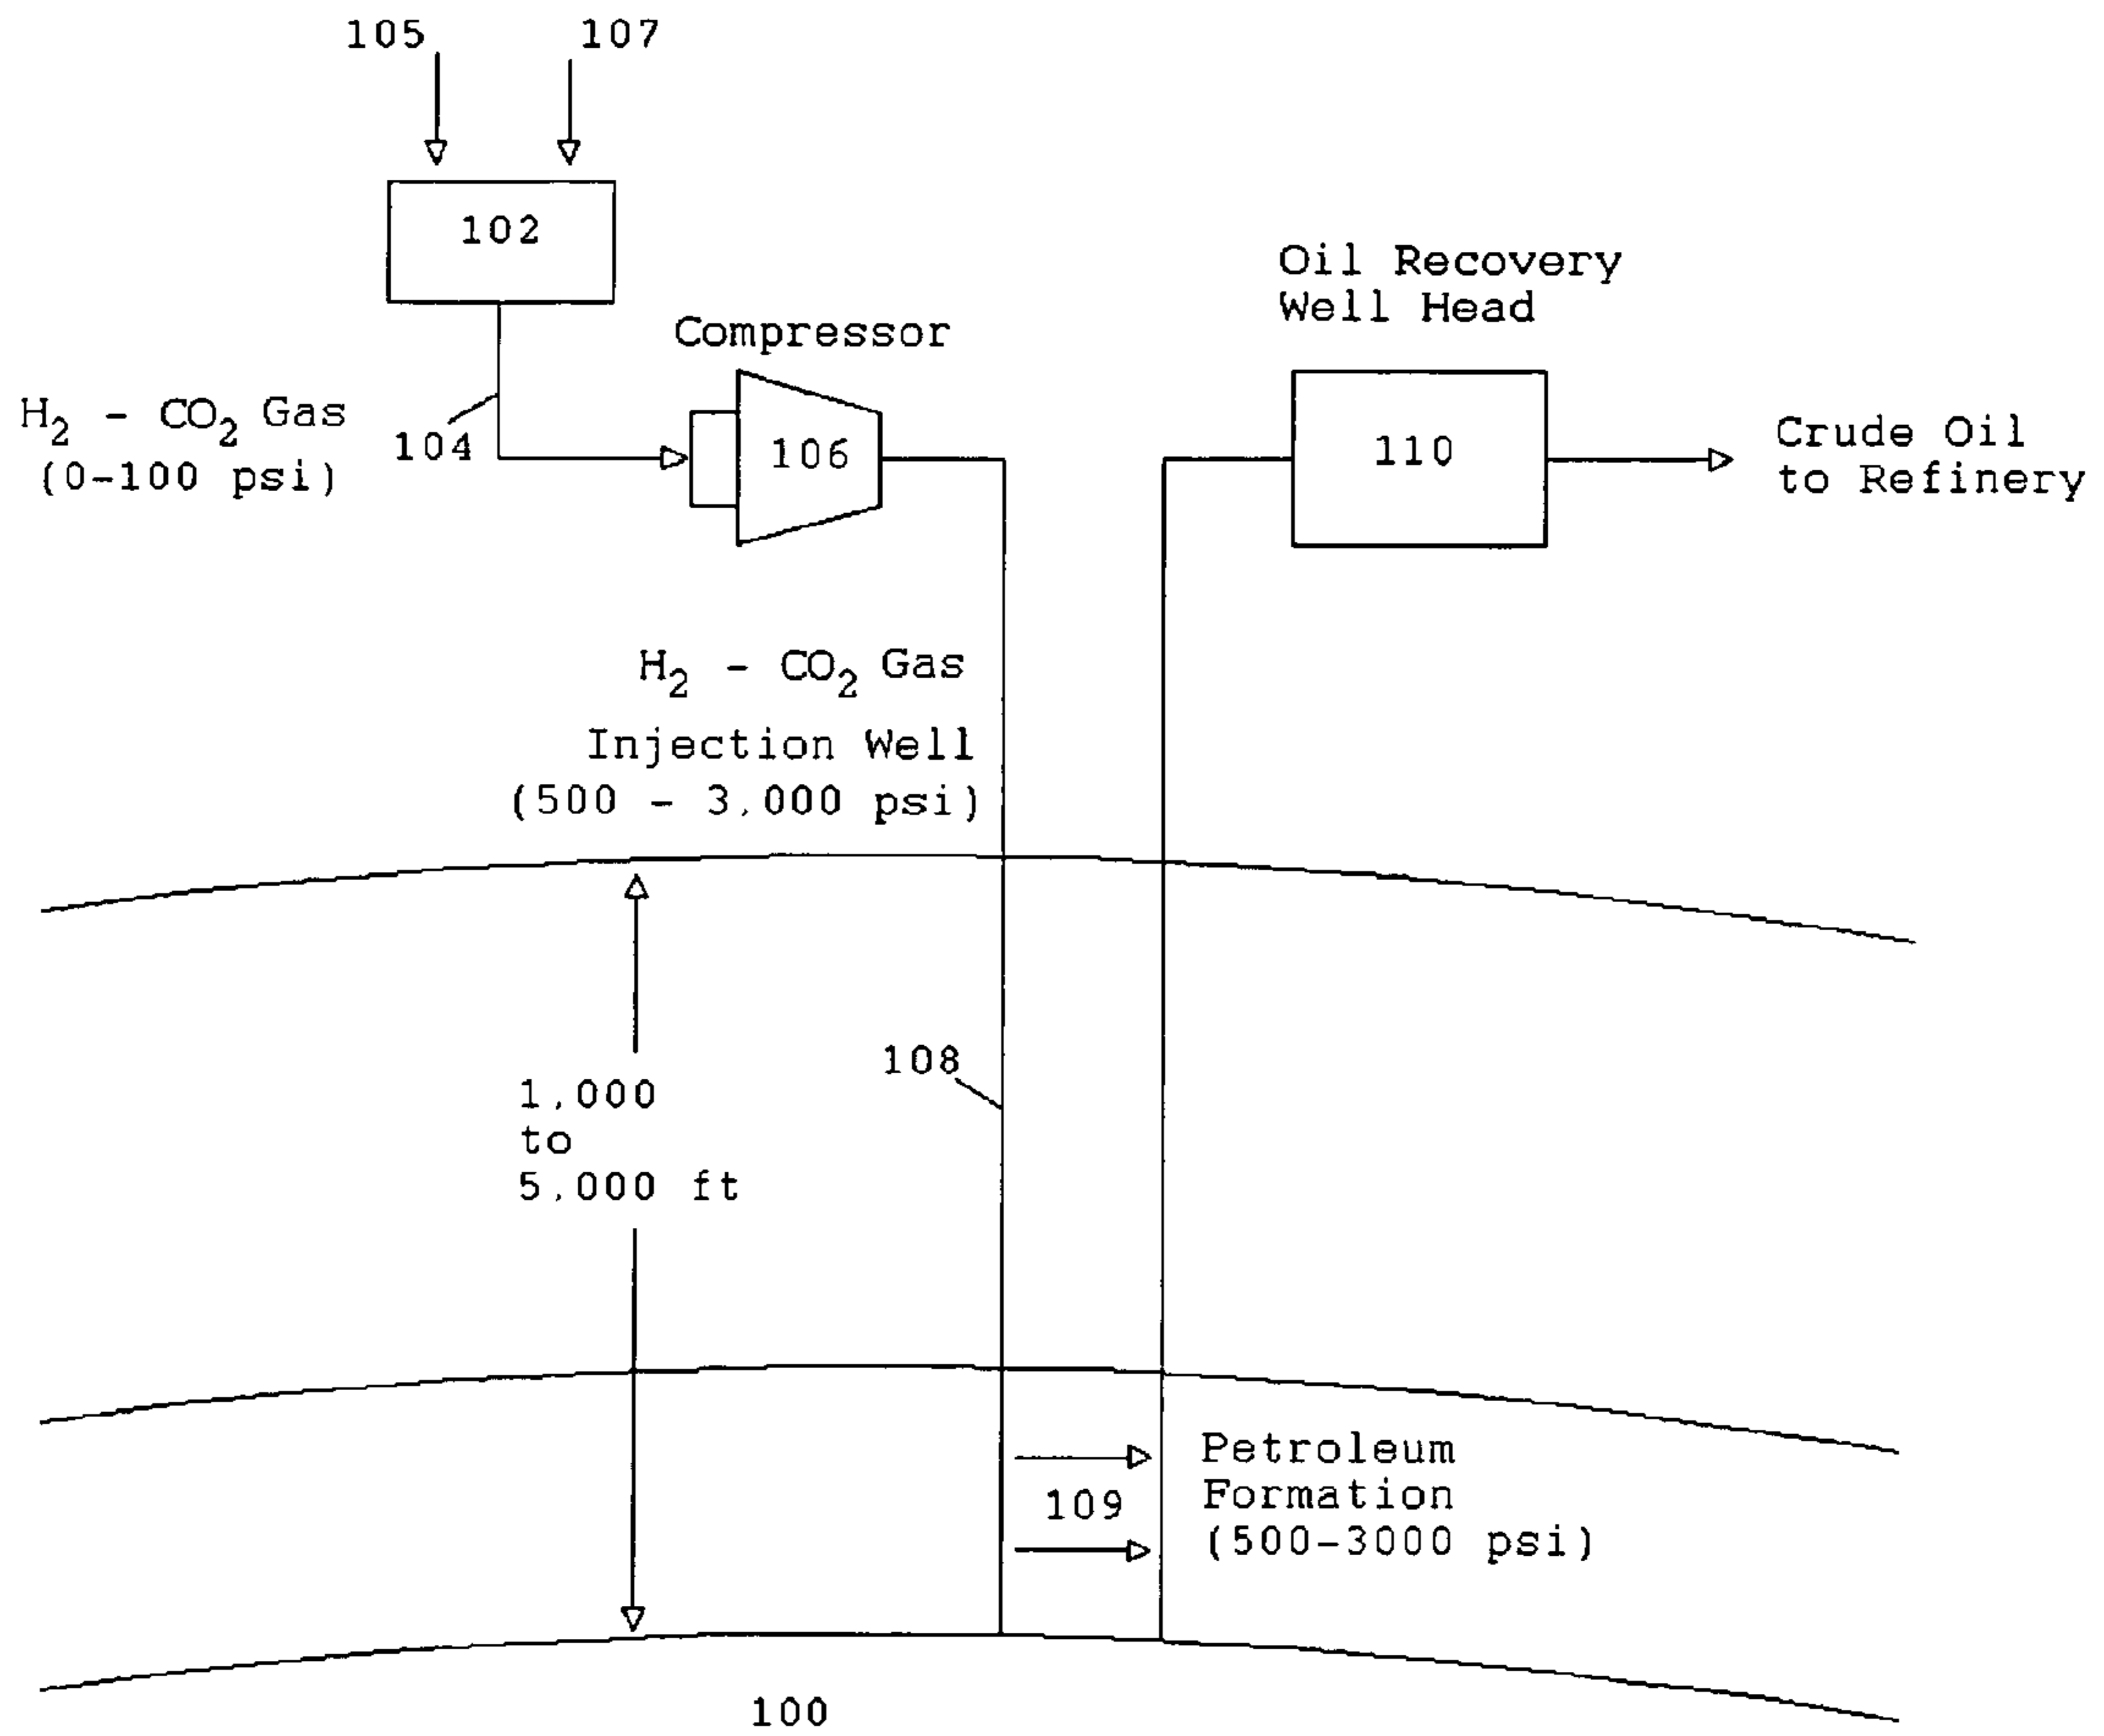 105
107
102
Oil Recovery
Well Head
Compressor
H₂ - CO₂ Gas
(0-100 psi)
104
106
110
Crude Oil
to Refinery
H₂ - CO₂ Gas
Injection Well
(500 - 3,000 psi)
108
1,000
to
5,000 ft
Petroleum
Formation
(500-3000 psi)
109
100